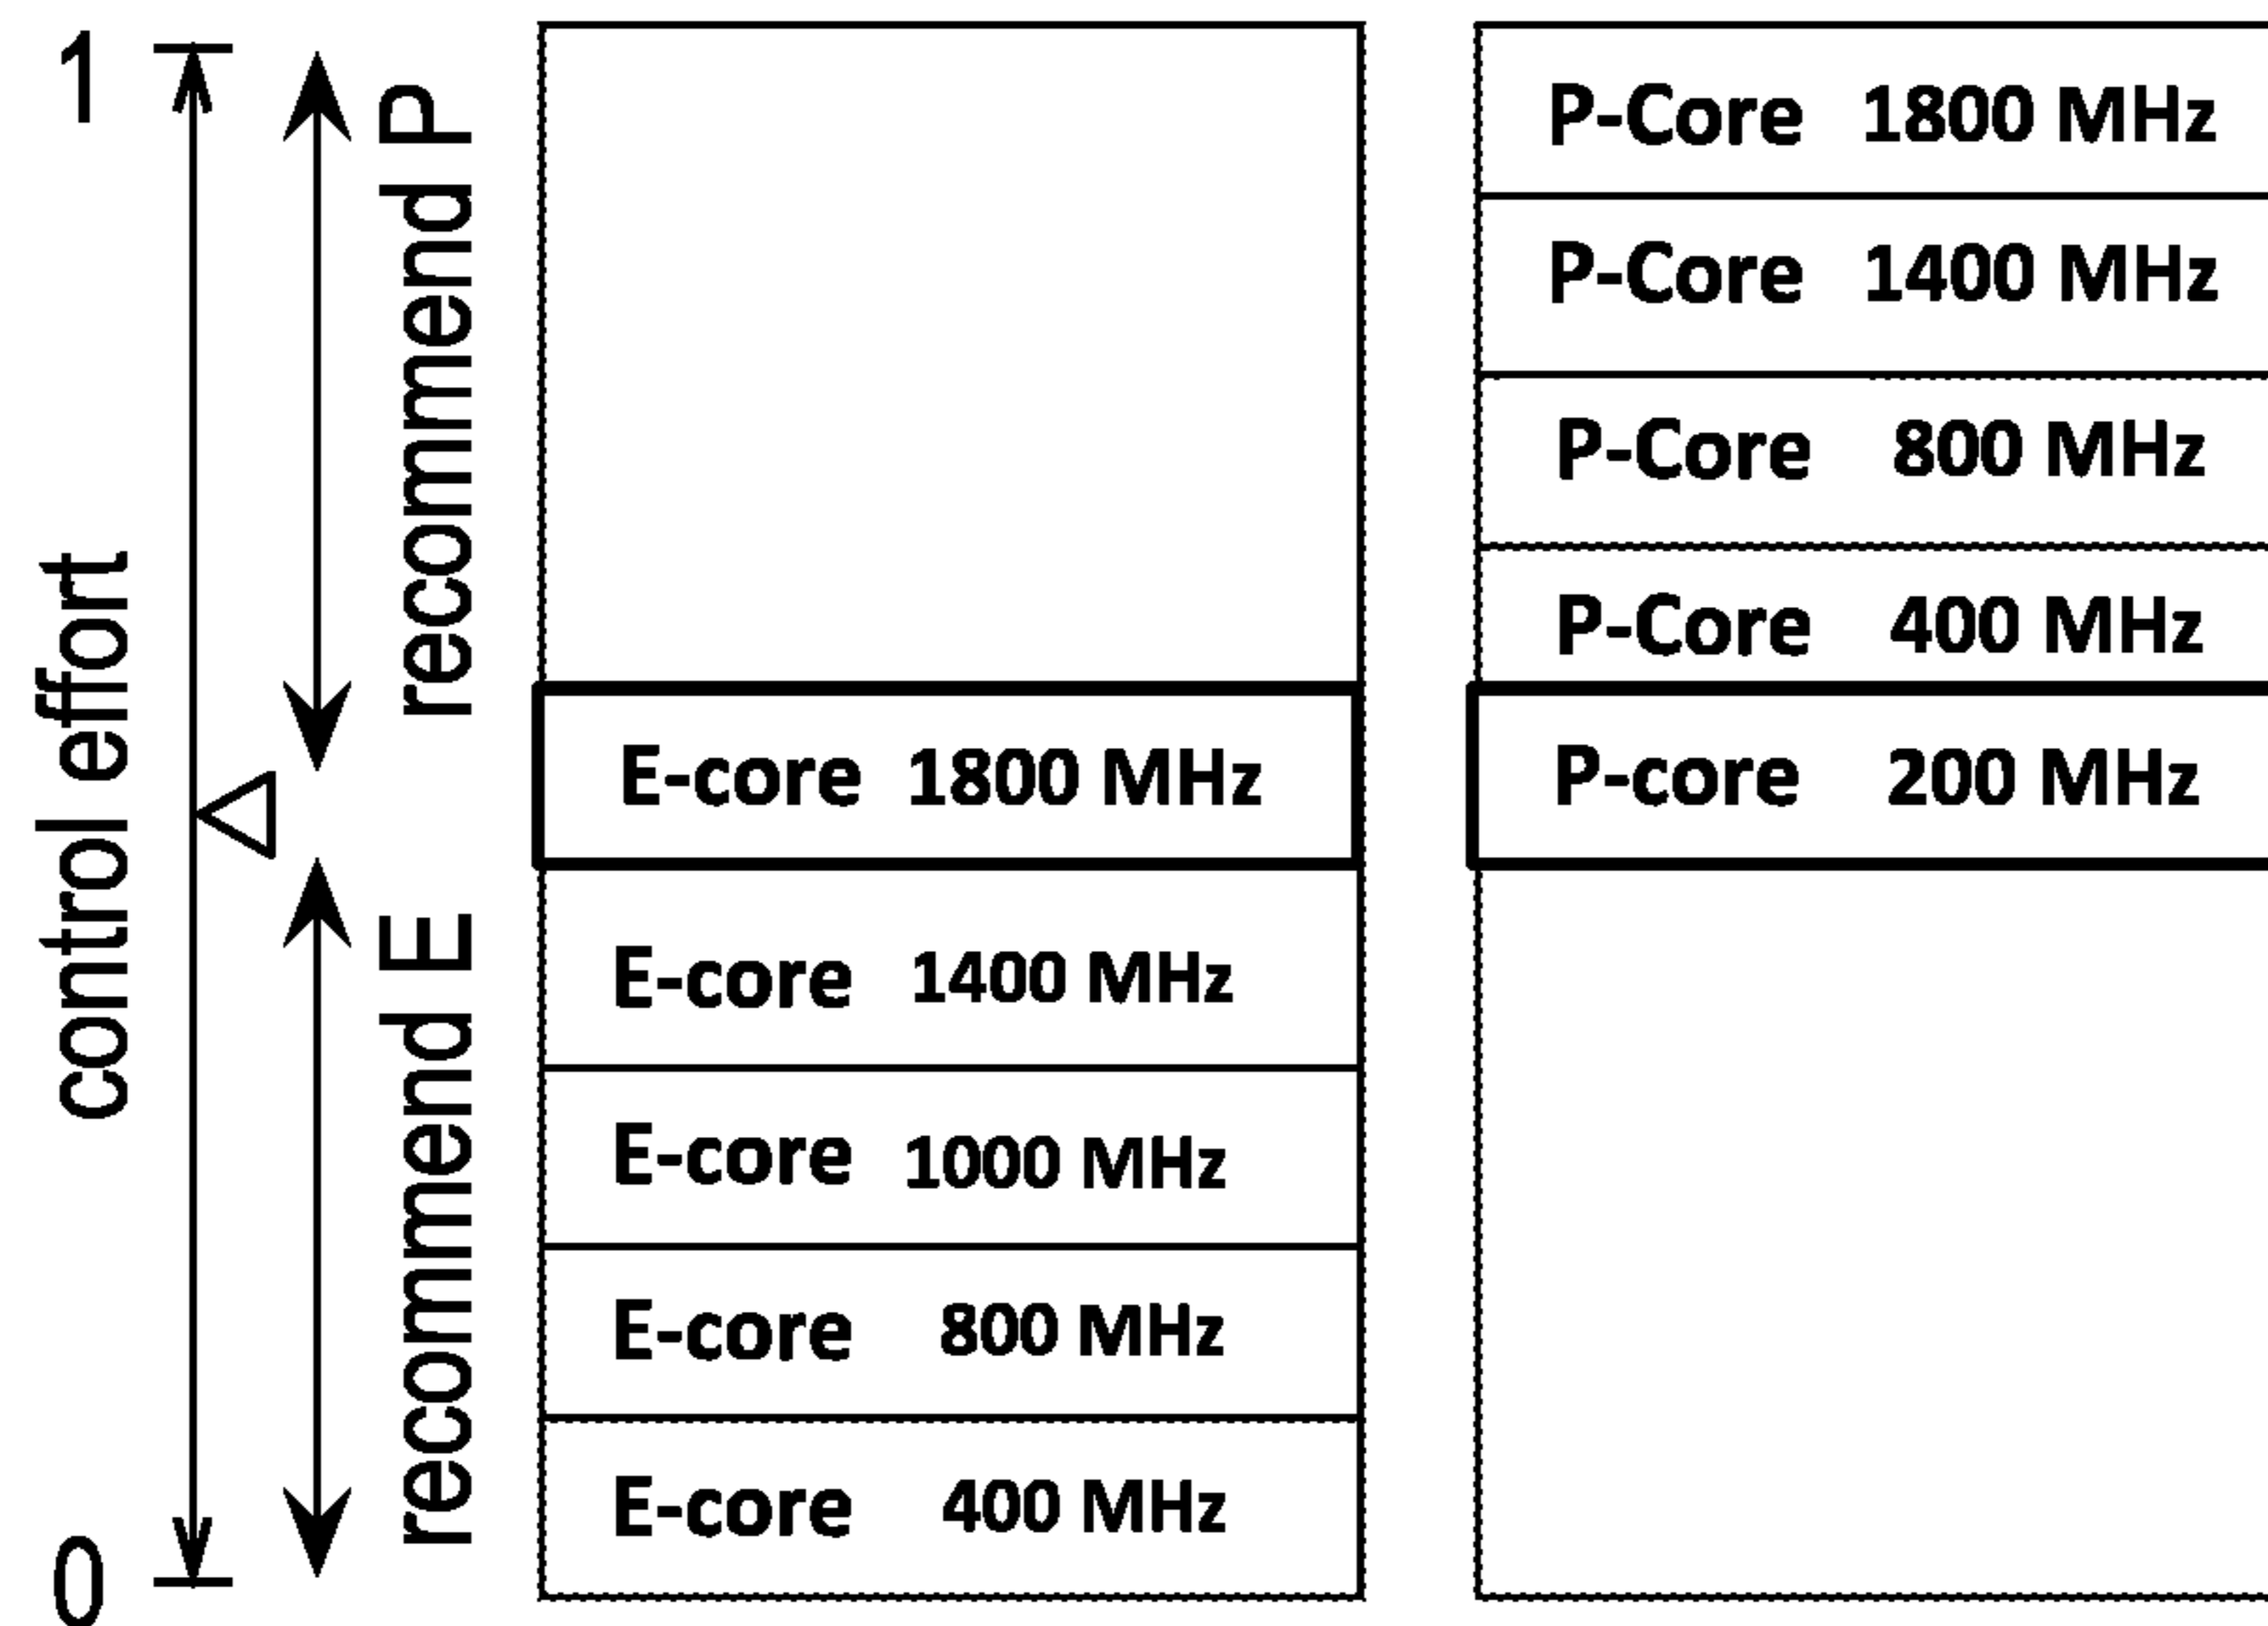 1
control effort
0
recommend P
recommend E
E-core 1800 MHz
E-core 1400 MHz
E-core 1000 MHz
E-core 800 MHz
E-core 400 MHz
P-Core 1800 MHz
P-Core 1400 MHz
P-Core 800 MHz
P-Core 400 MHz
P-core 200 MHz